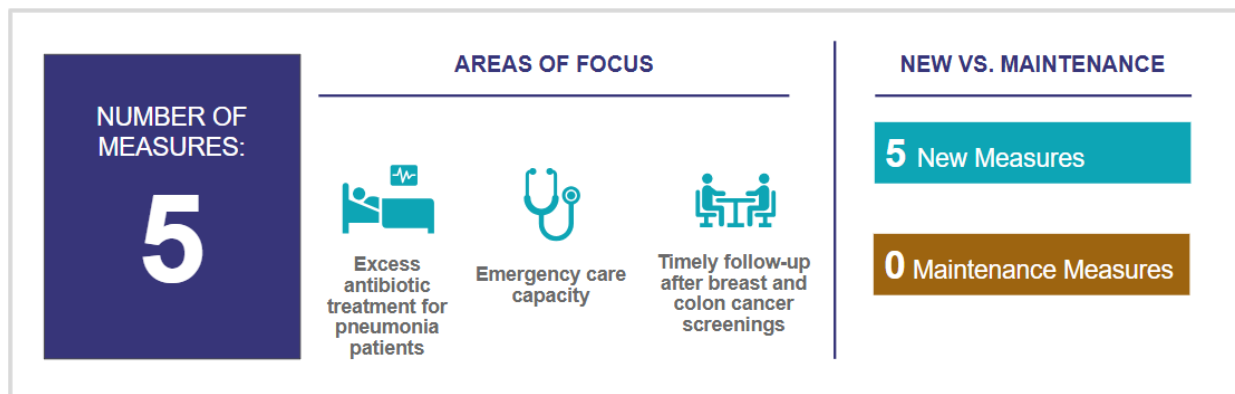 NUMBER OF
MEASURES:
5
AREAS OF FOCUS
Excess
antibiotic
treatment for
pneumonia
patients
Emergency care
capacity
Timely follow-up
after breast and
colon cancer
screenings
NEW VS. MAINTENANCE
5 New Measures
0 Maintenance Measures